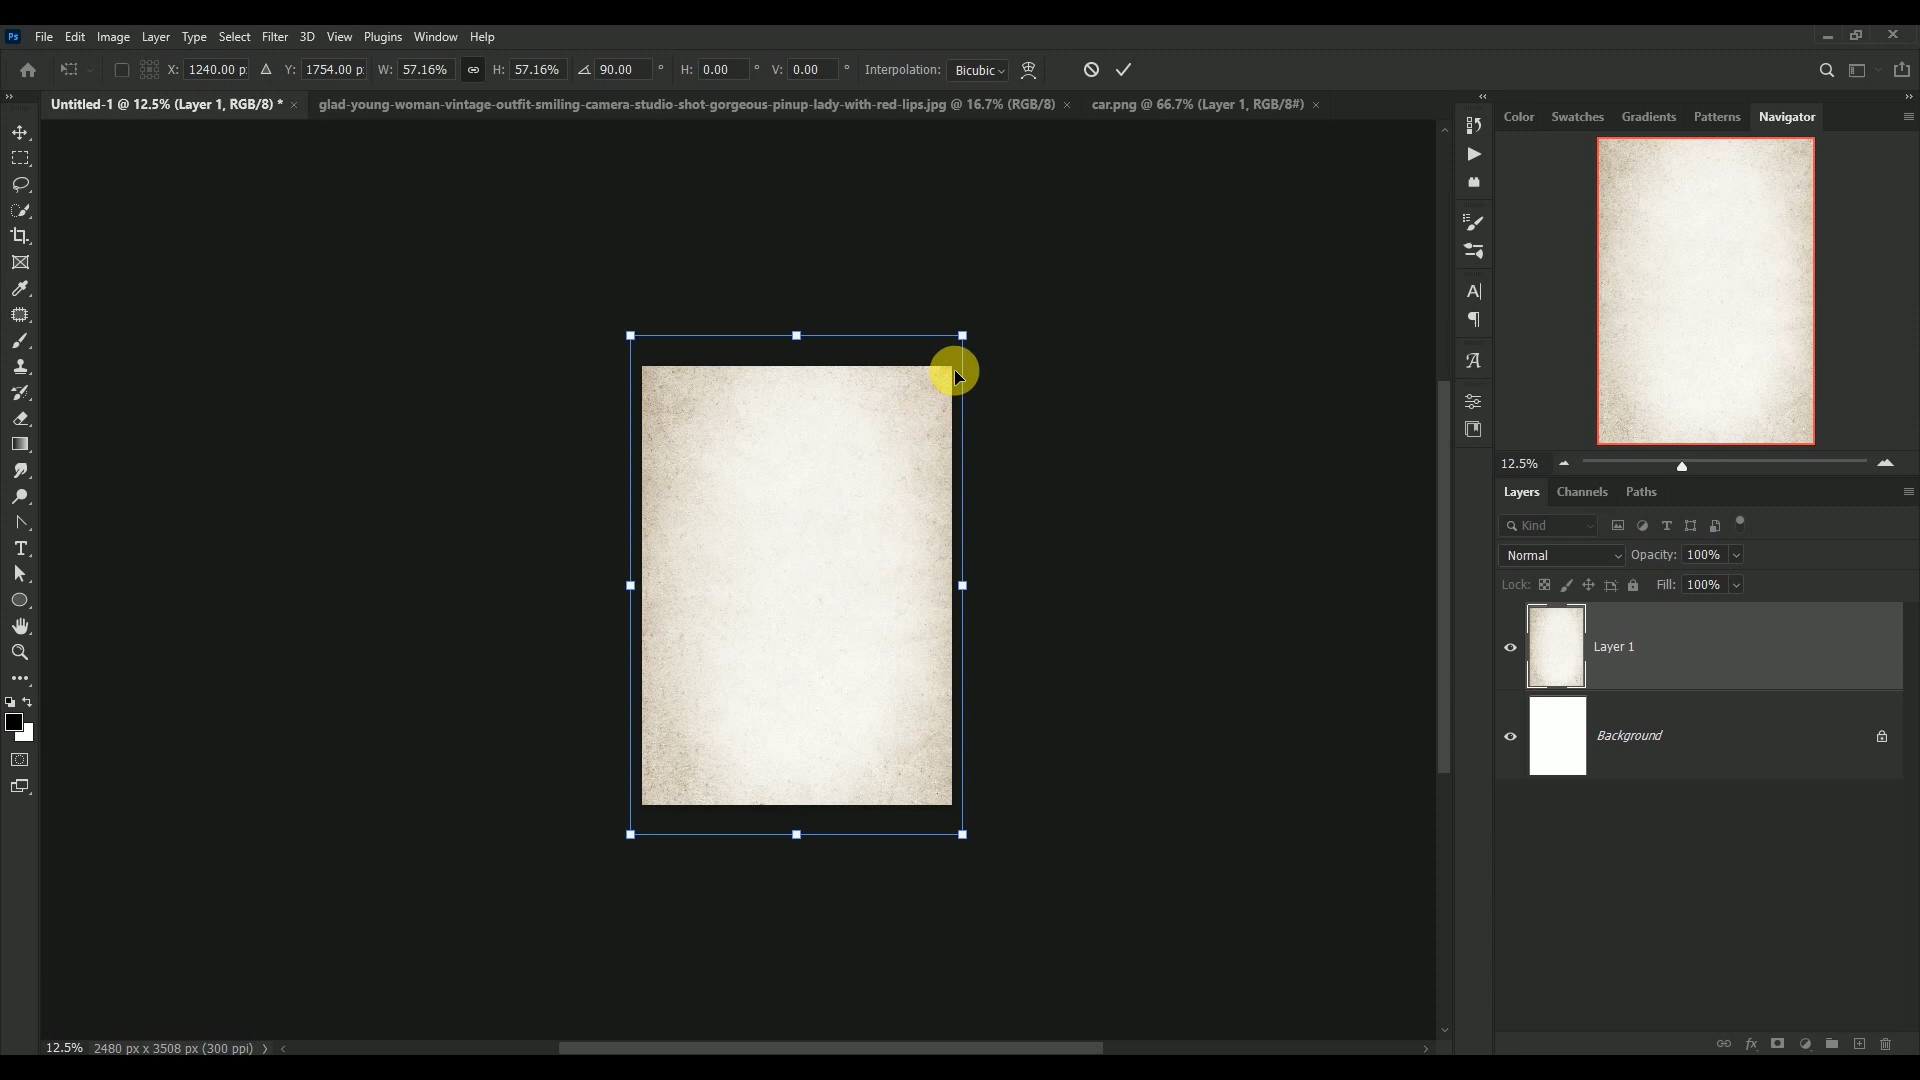 Ps File Edit Image Layer Type Select Filter 3D View Plugins Window Help
X: 1240.00 p: Y: 1754.00 p: W: 57.16% H: 57.16% 90.00 ° H: 0.00 ° V: 0.00 ° Interpolation: Bicubic
Untitled-1 @ 12.5% (Layer 1, RGB/8) * × glad-young-woman-vintage-outfit-smiling-camera-studio-shot-gorgeous-pinup-lady-with-red-lips.jpg @ 16.7% (RGB/8) × car.png @ 66.7% (Layer 1, RGB/8#) ×
Color Swatches Gradients Patterns Navigator
12.5%
Layers Channels Paths
Kind
Normal Opacity: 100%
Lock: Fill: 100%
Layer 1
Background
12.5% 2480 px x 3508 px (300 ppi)